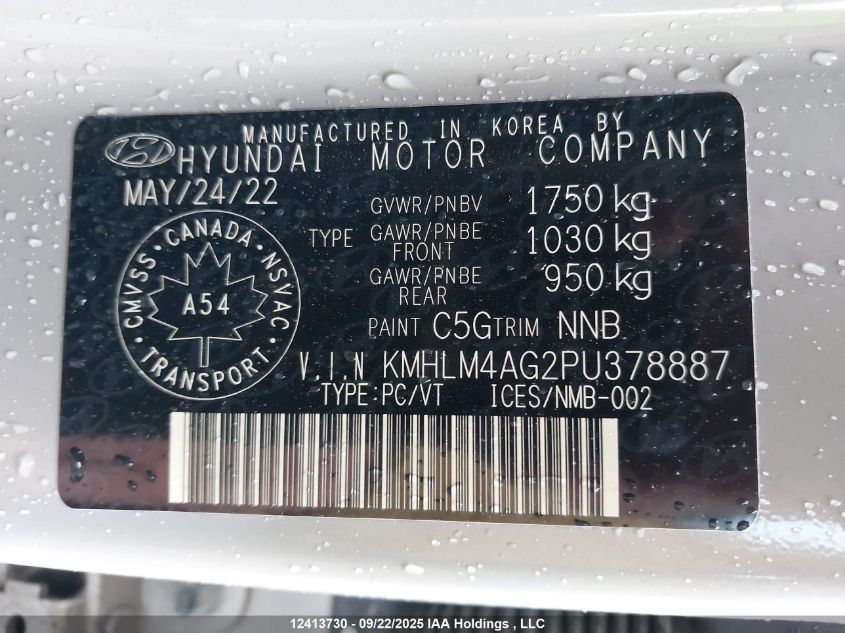 MANUFACTURED IN KOREA BY
HYUNDAI MOTOR COMPANY
MAY/24/22
GVWR/PNBV 1750 kg
TYPE GAWR/PNBE FRONT 1030 kg
GAWR/PNBE REAR 950 kg
CANADA
CMVSS · NSVAC
A54
TRANSPORT
PAINT C5G TRIM NNB
V.I.N KMHLM4AG2PU378887
TYPE:PC/VT ICES/NMB-002
12413730 - 09/22/2025 IAA Holdings , LLC